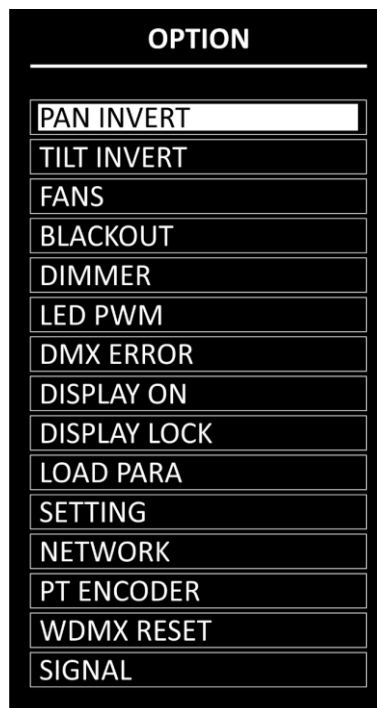 OPTION
PAN INVERT
TILT INVERT
FANS
BLACKOUT
DIMMER
LED PWM
DMX ERROR
DISPLAY ON
DISPLAY LOCK
LOAD PARA
SETTING
NETWORK
PT ENCODER
WDMX RESET
SIGNAL